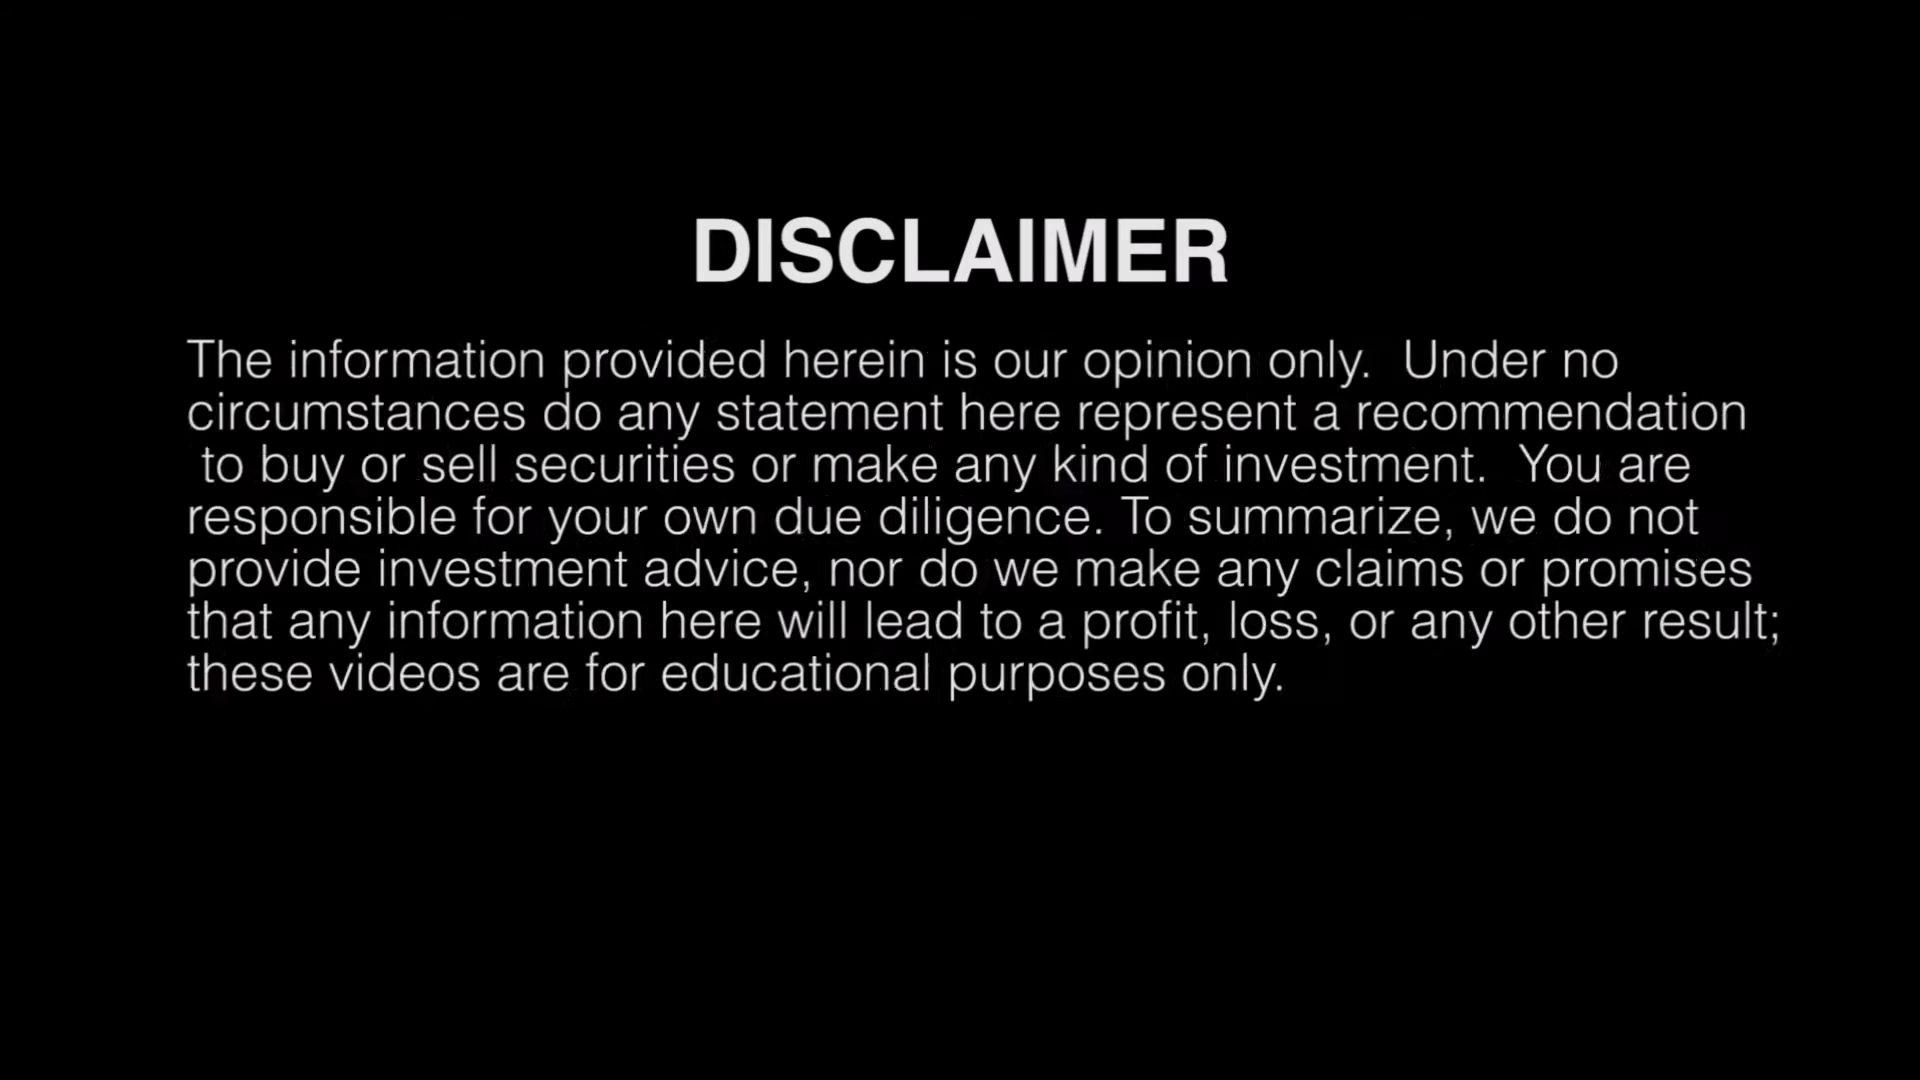 DISCLAIMER
The information provided herein is our opinion only.  Under no
circumstances do any statement here represent a recommendation
to buy or sell securities or make any kind of investment.  You are
responsible for your own due diligence. To summarize, we do not
provide investment advice, nor do we make any claims or promises
that any information here will lead to a profit, loss, or any other result;
these videos are for educational purposes only.